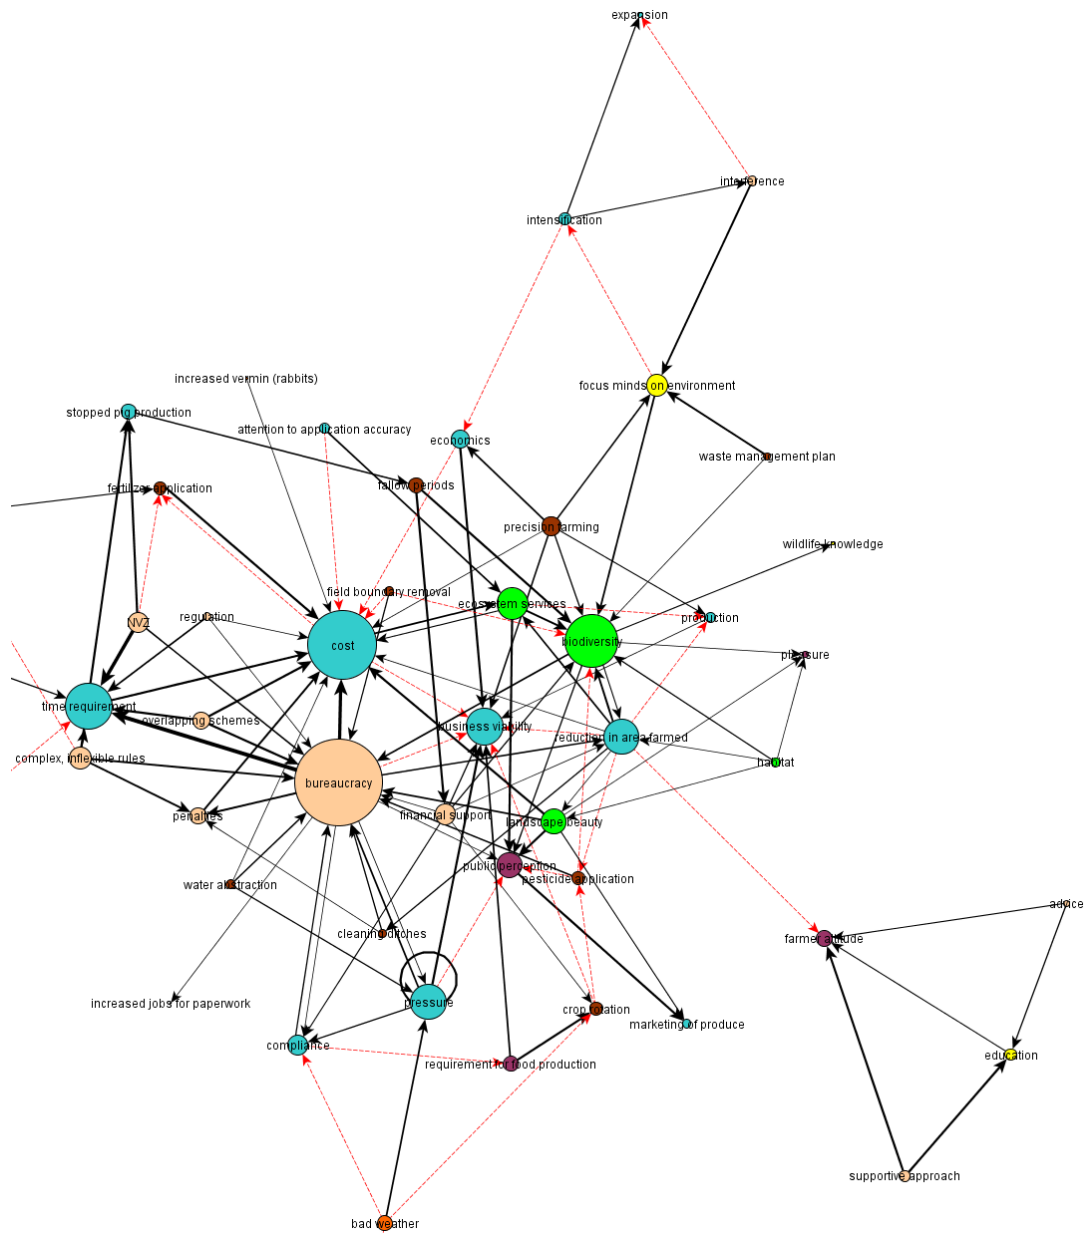 expansion
interference
intensification
increased vermin (rabbits)
focus minds on environment
stopped pig production
attention to application accuracy
economics
waste management plan
fertilizer application
fallow periods
precision farming
wildlife knowledge
field boundary removal
ecosystem services
NVZ
regulation
production
cost
biodiversity
pleasure
time requirement
overlapping schemes
business viability
reduction in area farmed
complex, inflexible rules
habitat
bureaucracy
penalties
financial support
landscape beauty
public perception
pesticide application
water abstraction
advice
cleaning ditches
farmer attitude
increased jobs for paperwork
pressure
crop rotation
marketing of produce
compliance
requirement for food production
education
supportive approach
bad weather